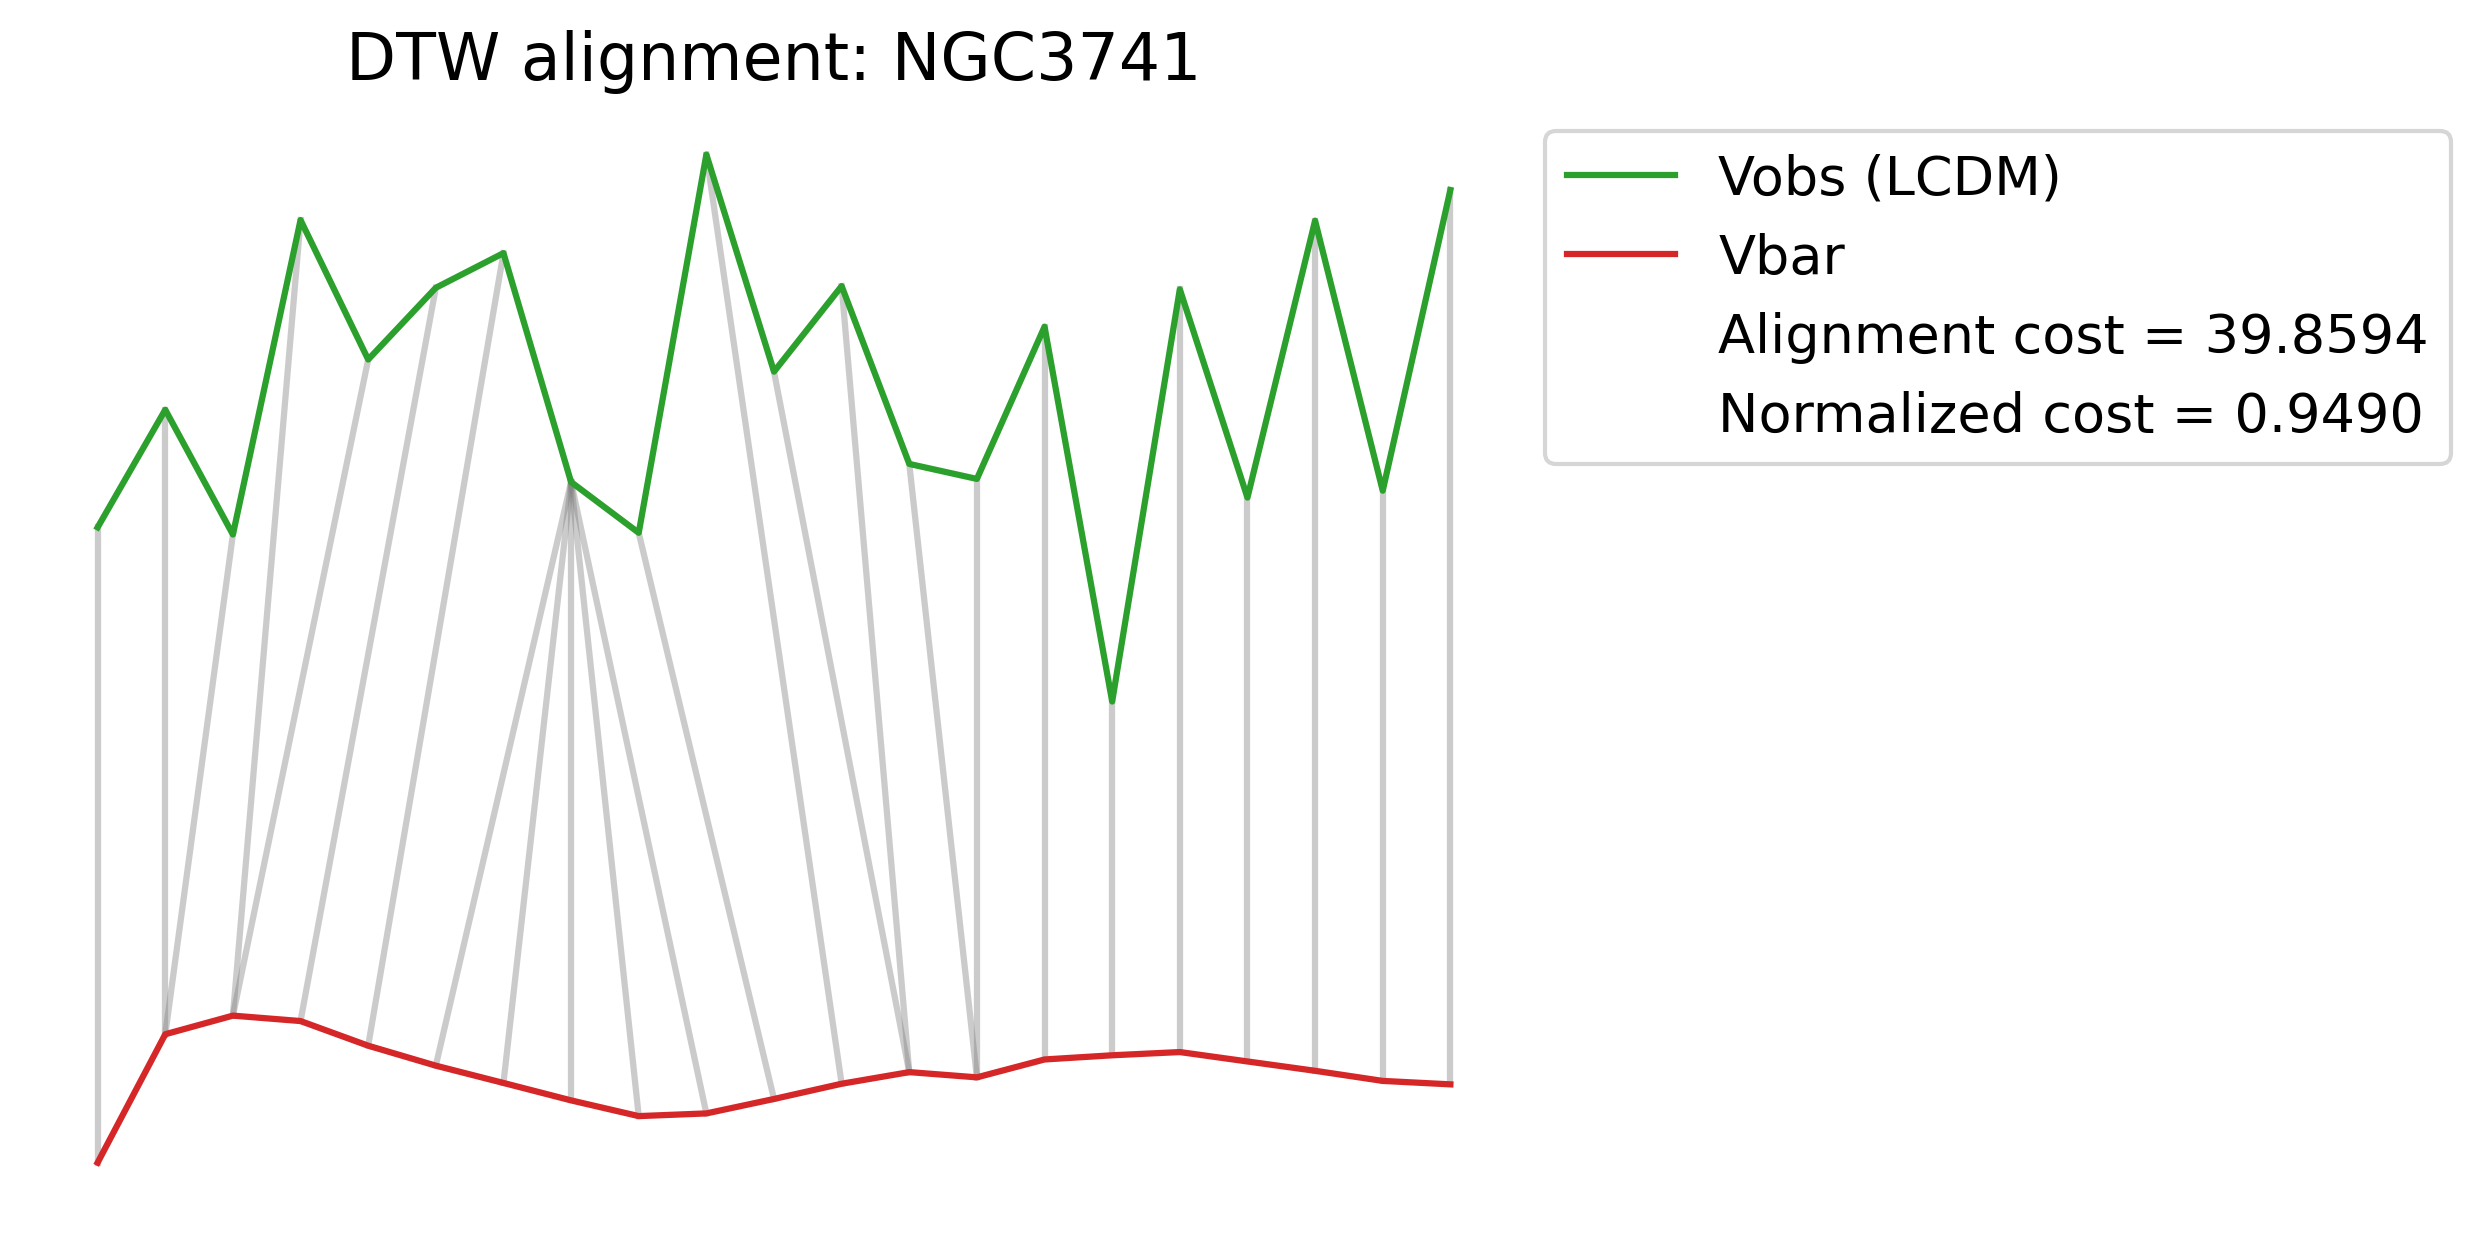 DTW alignment: NGC3741
Vobs (LCDM)
Vbar
Alignment cost = 39.8594
Normalized cost = 0.9490